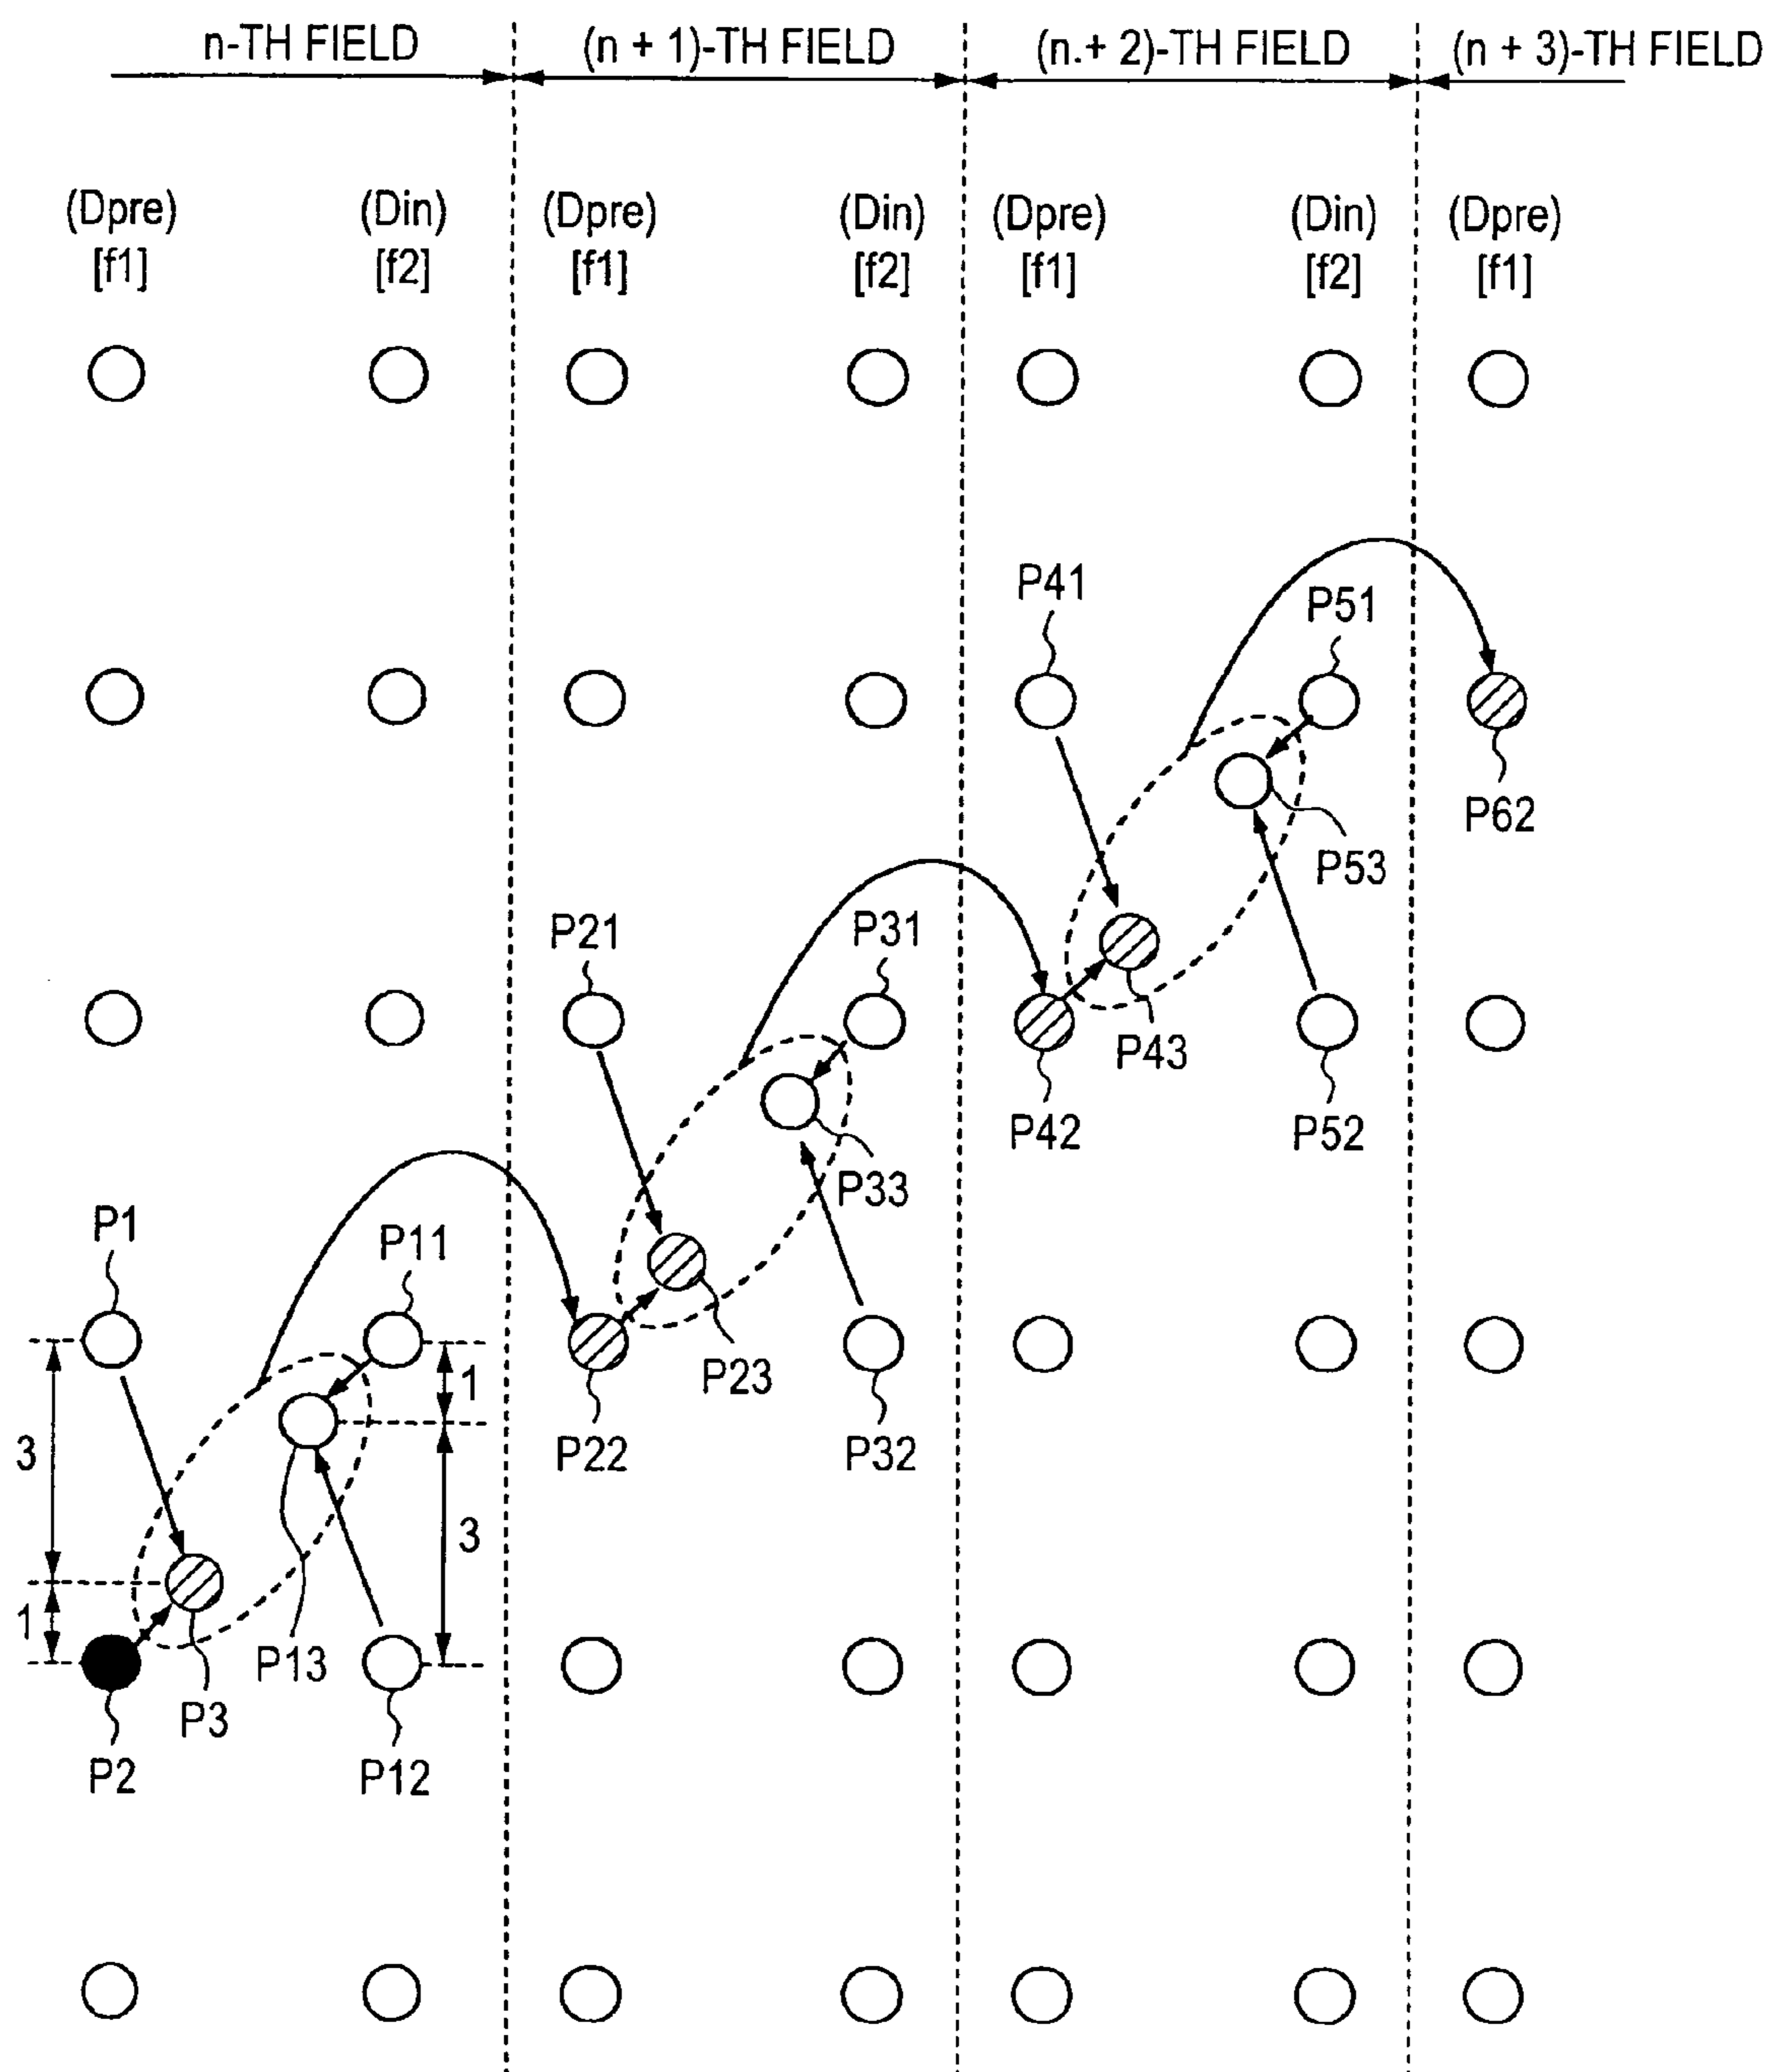 n-TH FIELD (n + 1)-TH FIELD (n.+ 2)-TH FIELD (n + 3)-TH FIELD
(Dpre) (Din) (Dpre) (Din) (Dpre) (Din) (Dpre)
[f1] [f2] [f1] [f2] [f1] [f2] [f1]
P41 P51
P62
P53
P21 P31
P43
P42 P52
P33
P1 P11
P23
1
3 P22 P32
3
1
P13
P3
P2 P12